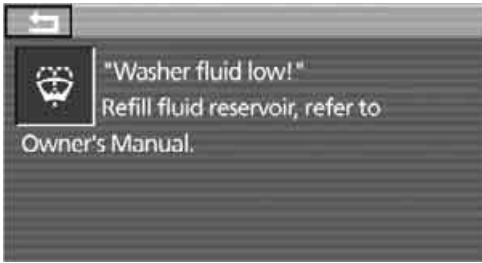 "Washer fluid low!"
Refill fluid reservoir, refer to
Owner's Manual.